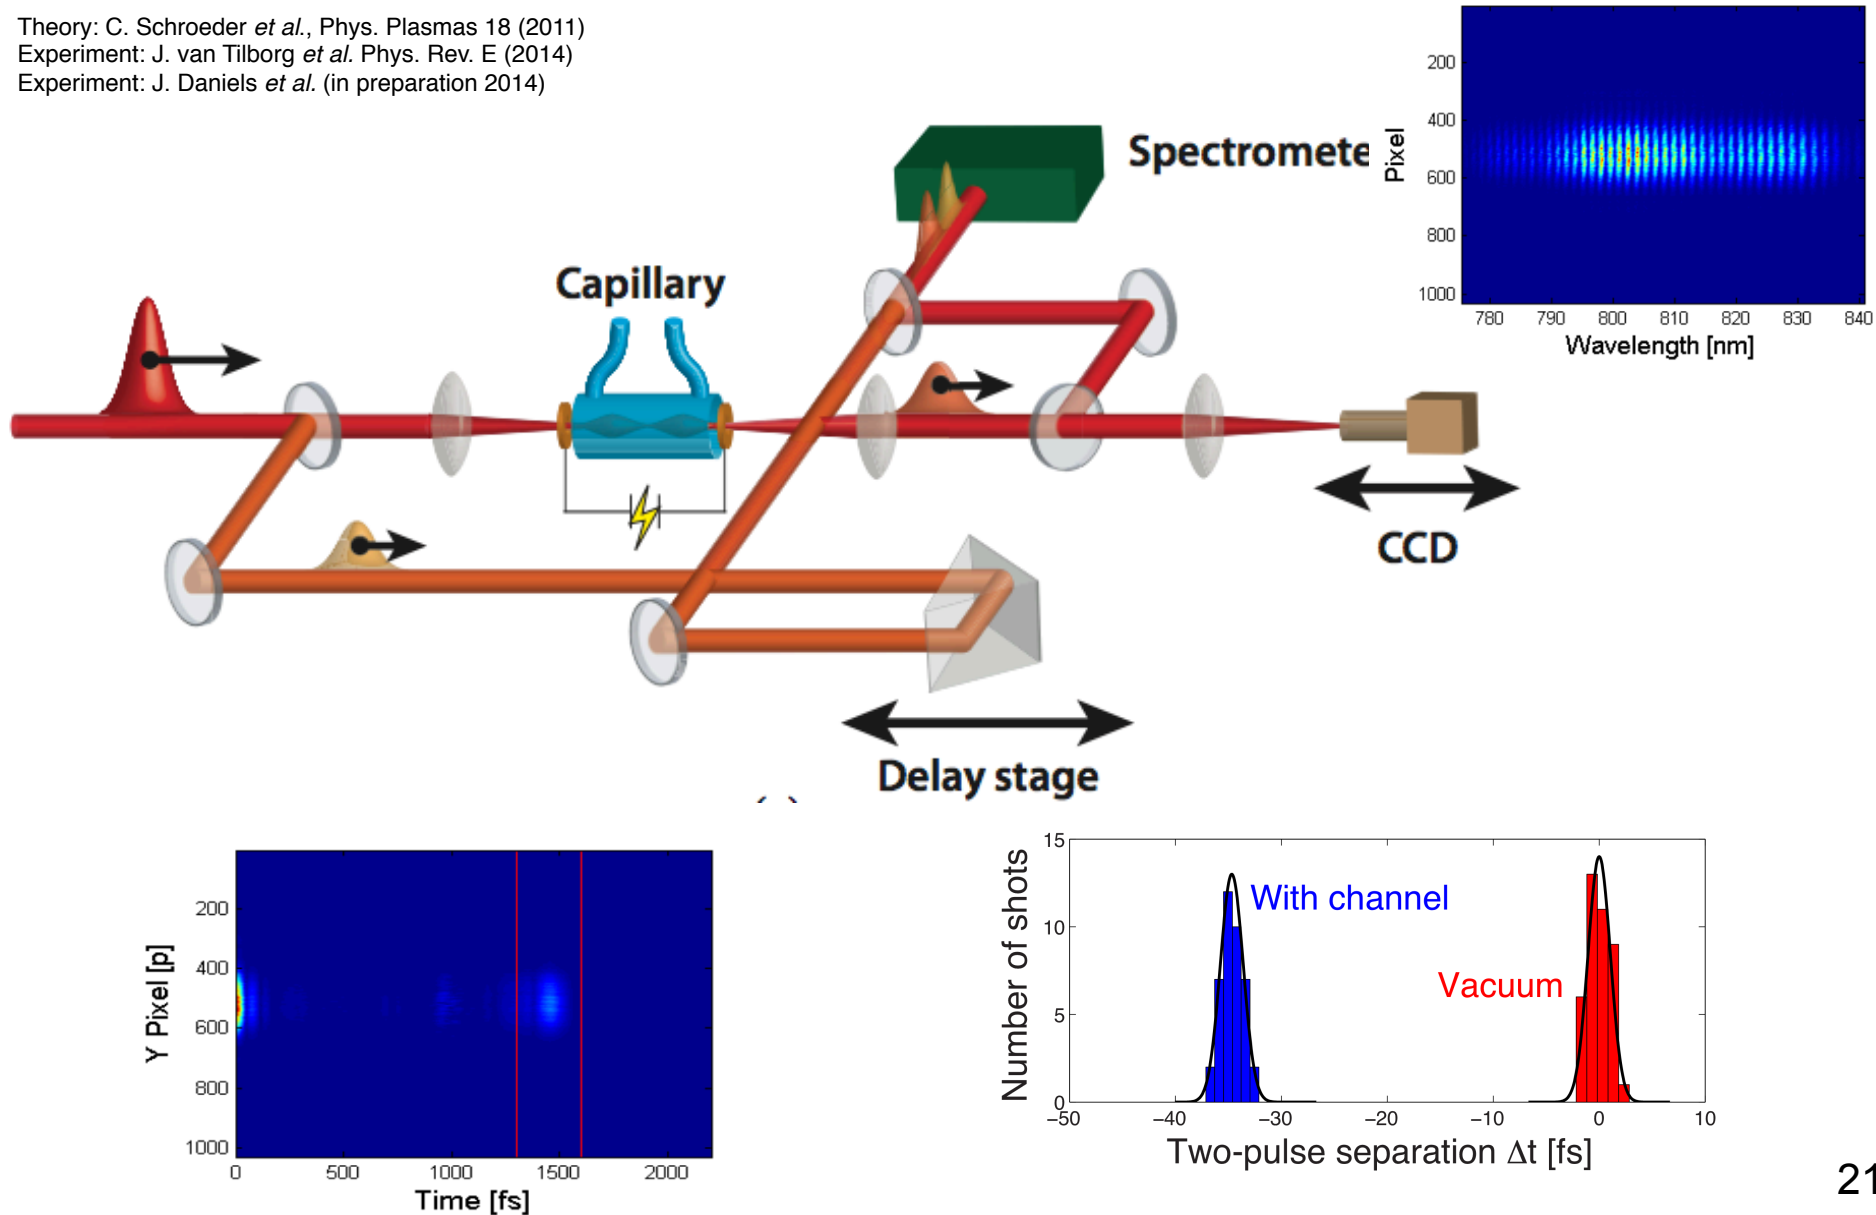 Theory: C. Schroeder et al., Phys. Plasmas 18 (2011)
Experiment: J. van Tilborg et al. Phys. Rev. E (2014)
Experiment: J. Daniels et al. (in preparation 2014)
Spectromete
Pixel
200
400
600
800
1000
780 790 800 810 820 830 840
Wavelength [nm]
Capillary
CCD
Delay stage
Y Pixel [p]
200
400
600
800
1000
0 500 1000 1500 2000
Time [fs]
Number of shots
15
10
5
0
With channel
Vacuum
−50 −40 −30 −20 −10 0 10
Two-pulse separation Δt [fs]
21